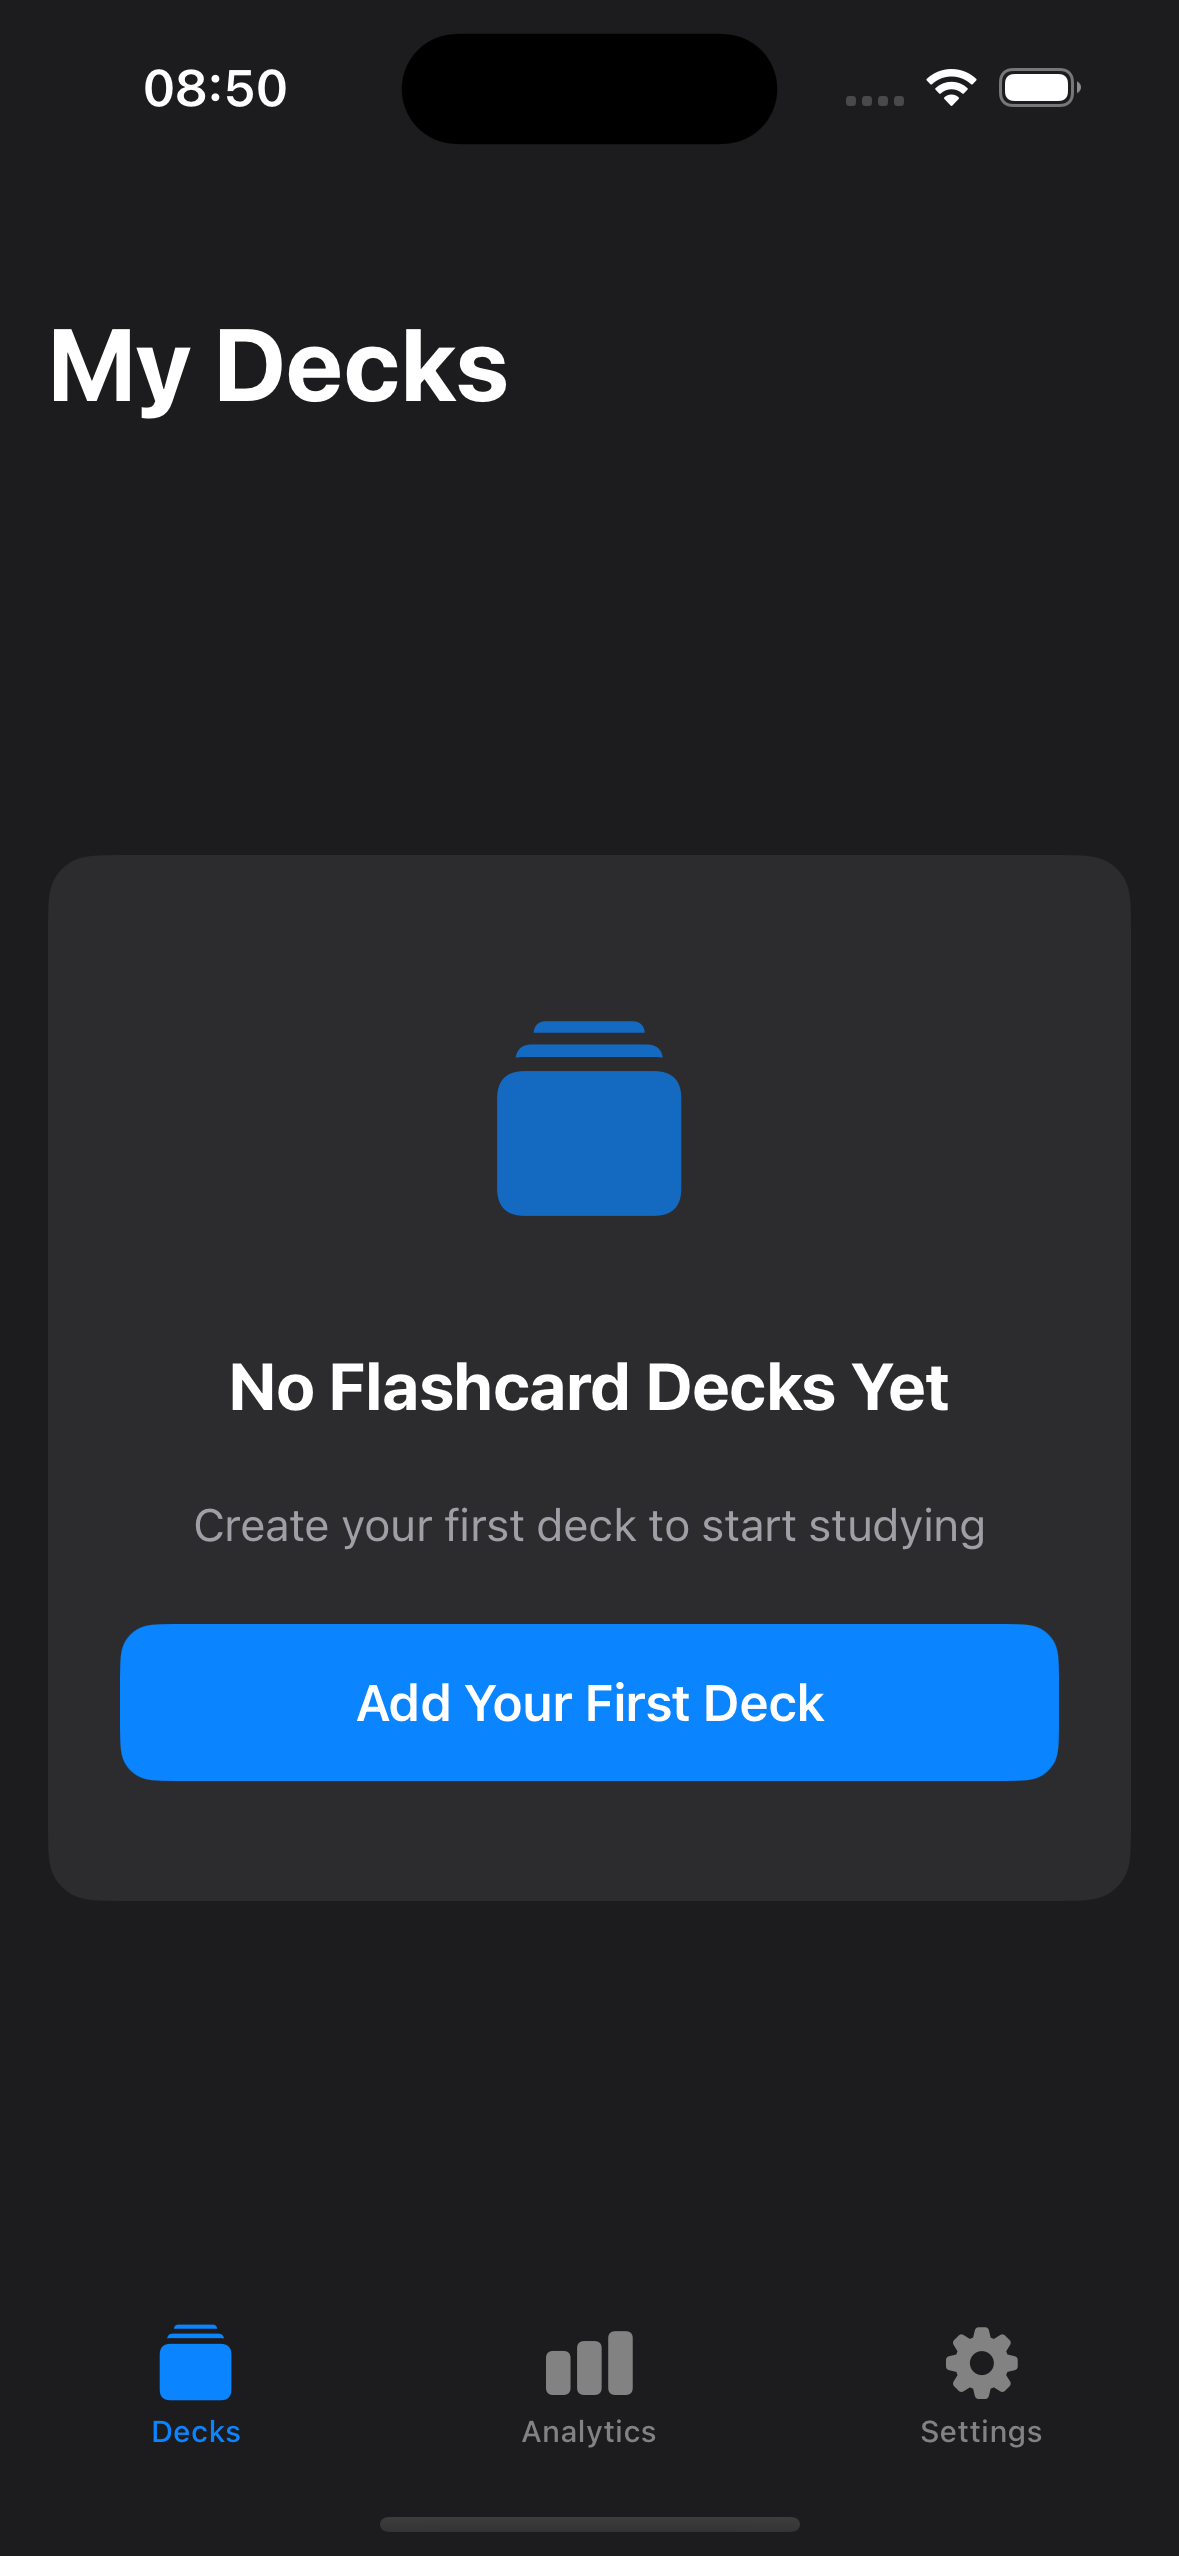 08:50
My Decks
No Flashcard Decks Yet
Create your first deck to start studying
Add Your First Deck
Decks
Analytics
Settings